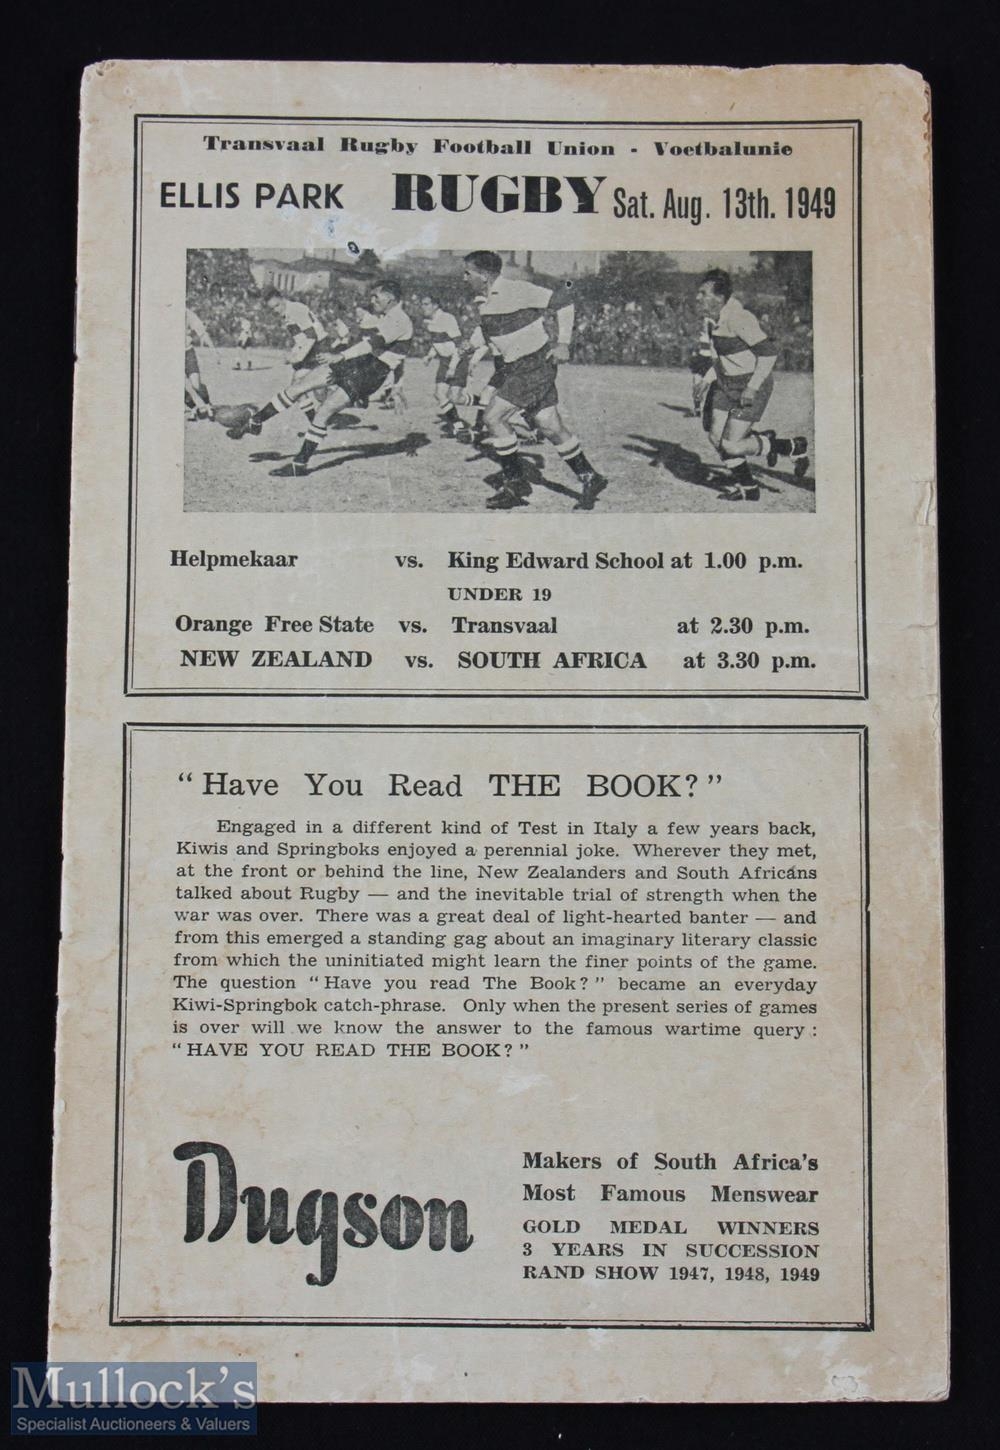 Transvaal Rugby Football Union - Voetbalunie
ELLIS PARK RUGBY Sat. Aug. 13th. 1949
Helpmekaar vs. King Edward School at 1.00 p.m.
UNDER 19
Orange Free State vs. Transvaal at 2.30 p.m.
NEW ZEALAND vs. SOUTH AFRICA at 3.30 p.m.
"Have You Read THE BOOK?"
Engaged in a different kind of Test in Italy a few years back,
Kiwis and Springboks enjoyed a perennial joke. Wherever they met,
at the front or behind the line, New Zealanders and South Africans
talked about Rugby — and the inevitable trial of strength when the
war was over. There was a great deal of light-hearted banter — and
from this emerged a standing gag about an imaginary literary classic
from which the uninitiated might learn the finer points of the game.
The question "Have you read The Book?" became an everyday
Kiwi-Springbok catch-phrase. Only when the present series of games
is over will we know the answer to the famous wartime query :
"HAVE YOU READ THE BOOK?"
Dugson
Makers of South Africa's
Most Famous Menswear
GOLD MEDAL WINNERS
3 YEARS IN SUCCESSION
RAND SHOW 1947, 1948, 1949
Mullock's
Specialist Auctioneers & Valuers